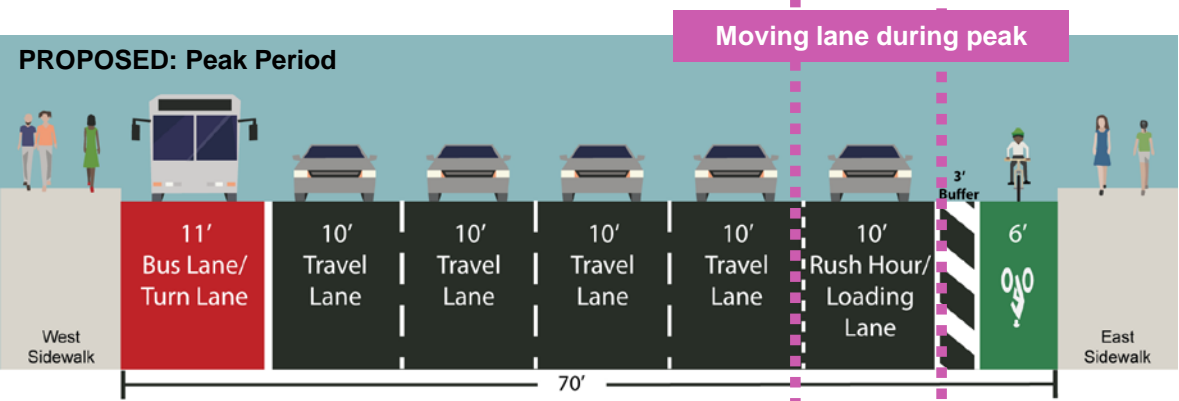 Moving lane during peak
PROPOSED: Peak Period
3′
Buffer
11′
Bus Lane/
Turn Lane
10′
Travel
Lane
10′
Travel
Lane
10′
Travel
Lane
10′
Travel
Lane
10′
Rush Hour/
Loading
Lane
6′
West
Sidewalk
East
Sidewalk
70′